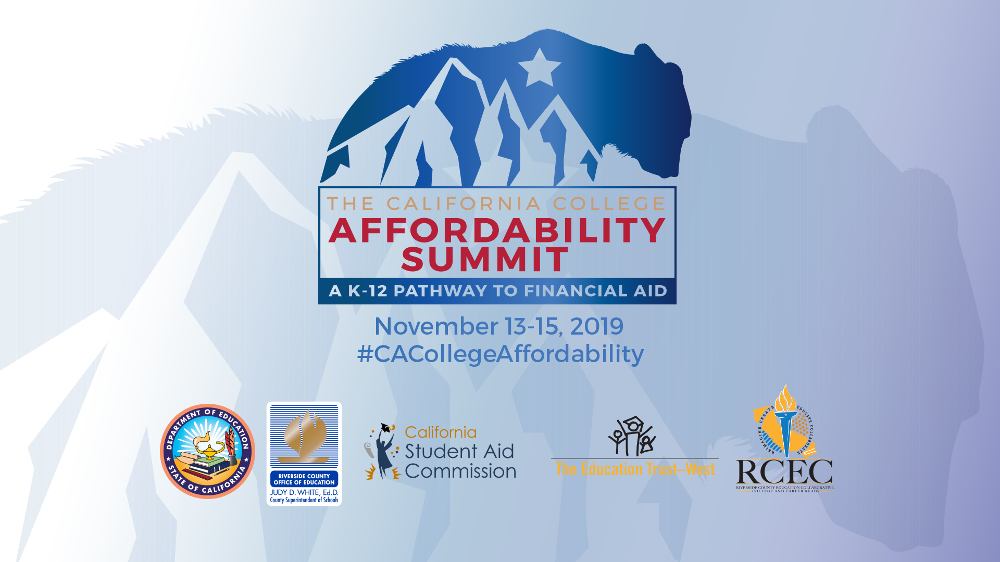 THE CALIFORNIA COLLEGE
AFFORDABILITY
SUMMIT
A K-12 PATHWAY TO FINANCIAL AID
November 13-15, 2019
#CACollegeAffordability
DEPARTMENT OF EDUCATION
STATE OF CALIFORNIA
RIVERSIDE COUNTY
OFFICE OF EDUCATION
JUDY D. WHITE, Ed.D.
County Superintendent of Schools
California
Student Aid
Commission
The Education Trust–West
REIMAGINE CREATE EDUCATE COLLABORATE
RCEC
RIVERSIDE COUNTY EDUCATION COLLABORATIVE
COLLEGE AND CAREER READY